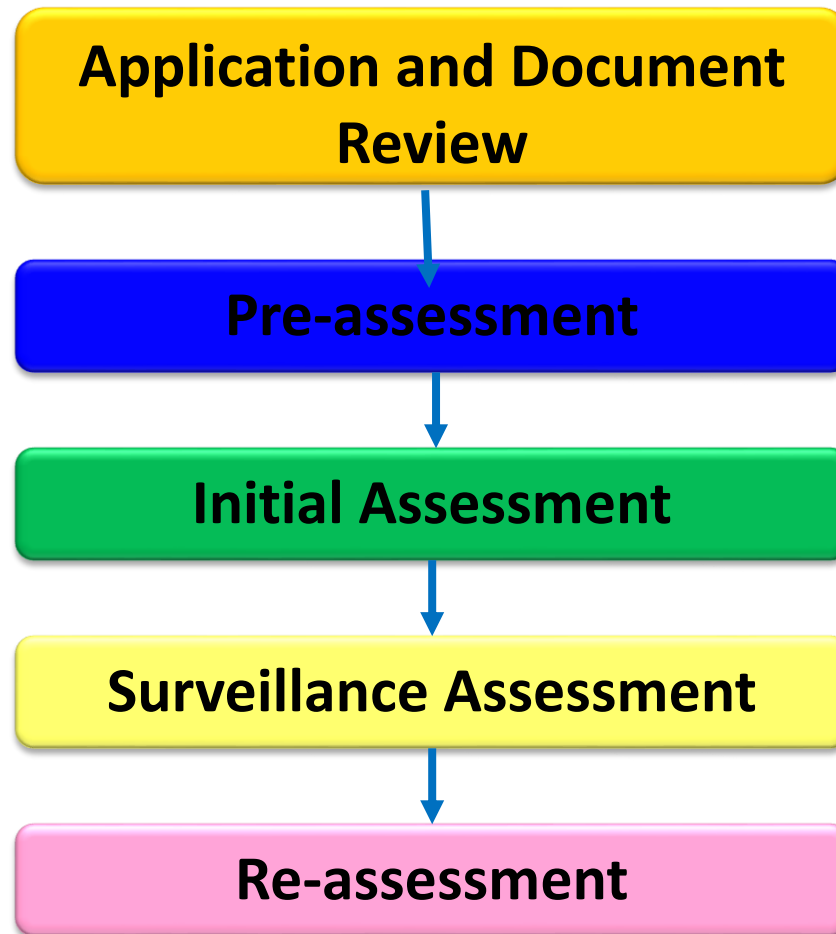 Application and Document
Review
Pre-assessment
Initial Assessment
Surveillance Assessment
Re-assessment